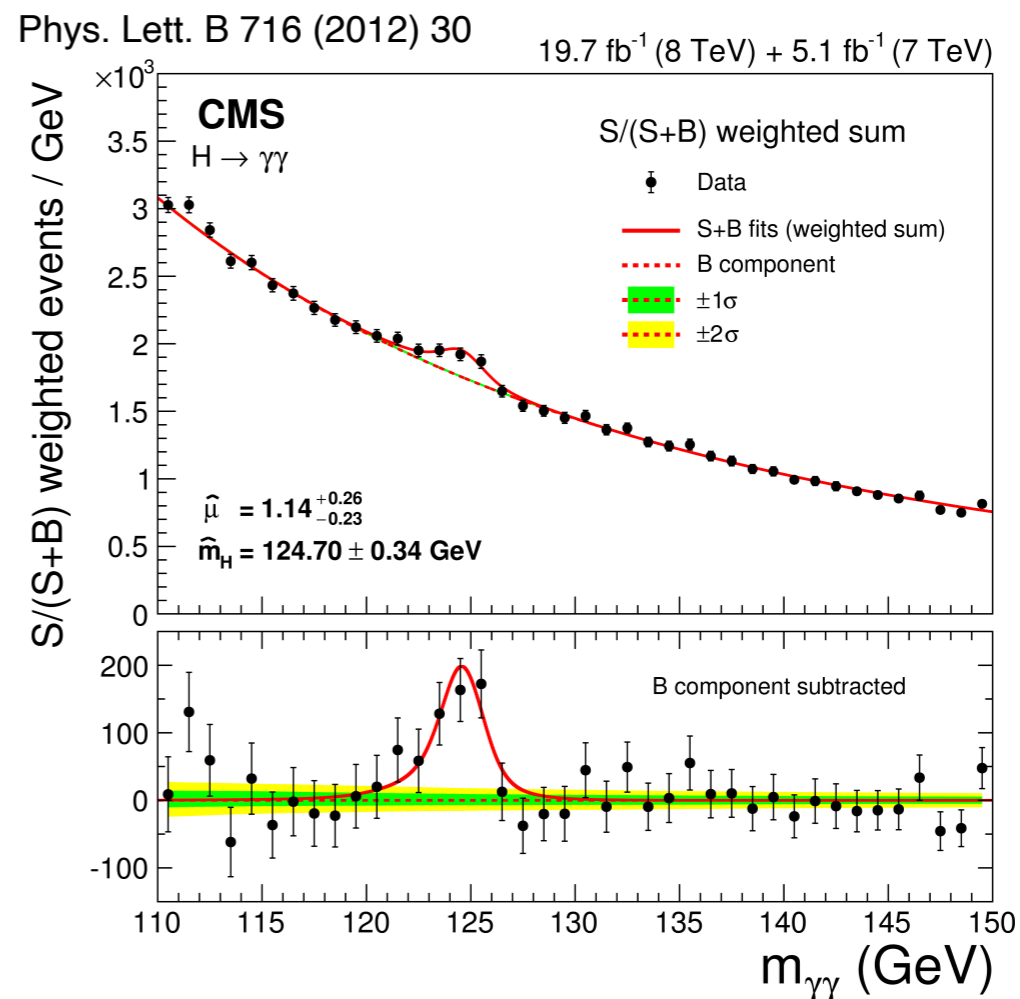 Phys. Lett. B 716 (2012) 30
19.7 fb⁻¹ (8 TeV) + 5.1 fb⁻¹ (7 TeV)
×10³
S/(S+B) weighted events / GeV
CMS
H → γγ
S/(S+B) weighted sum
Data
S+B fits (weighted sum)
B component
±1σ
±2σ
3.5
3
2.5
2
1.5
1
0.5
0
μ̂ = 1.14 +0.26 −0.23
m̂_H = 124.70 ± 0.34 GeV
B component subtracted
200
100
0
-100
110 115 120 125 130 135 140 145 150
m_γγ (GeV)